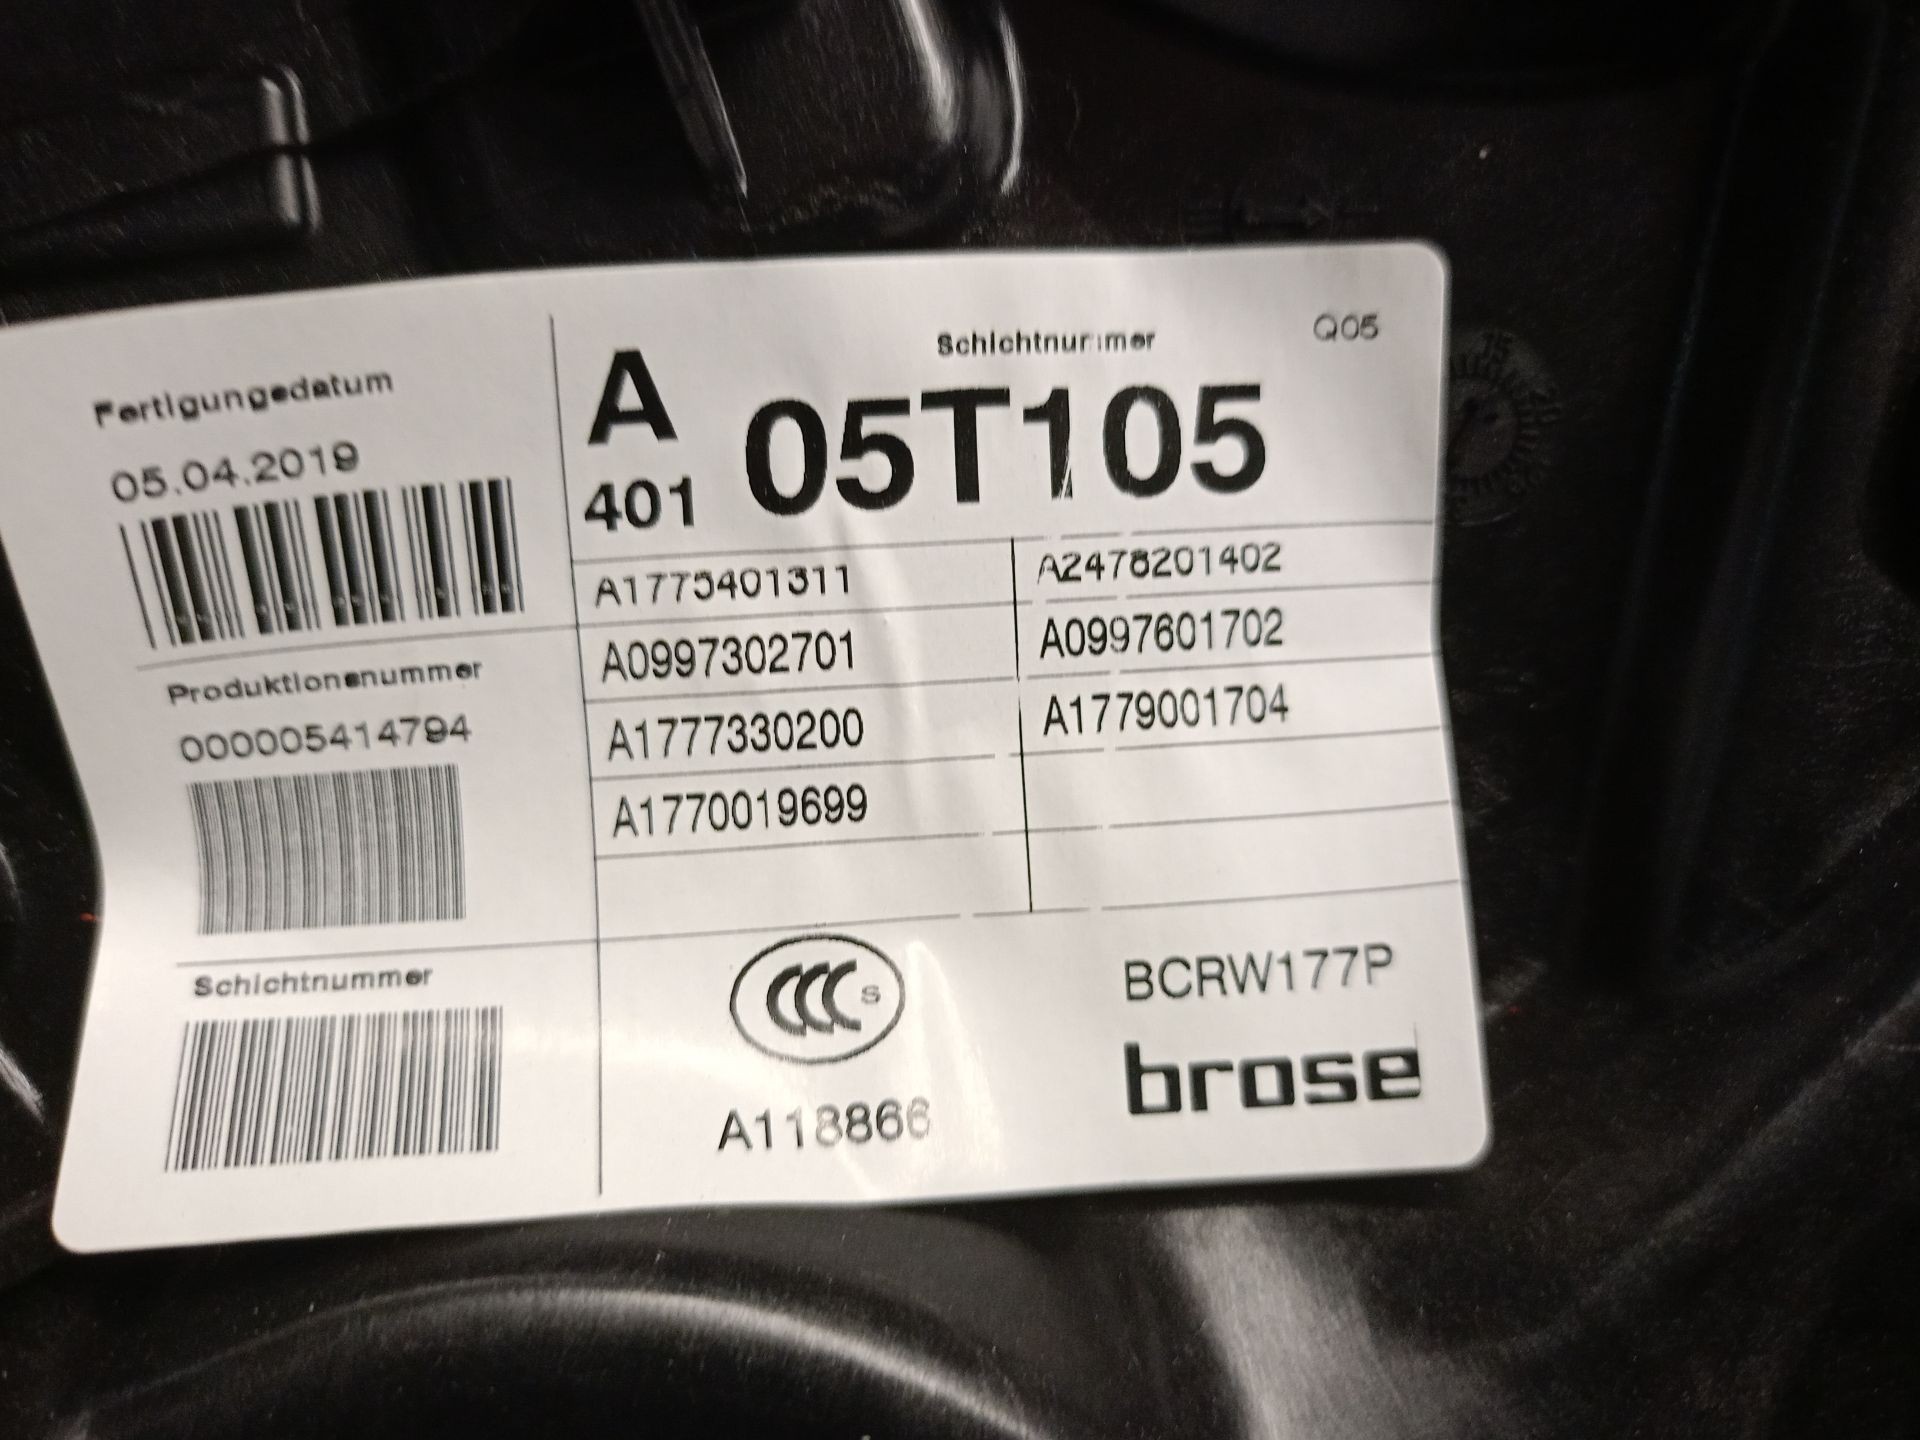 Fertigungsdatum
05.04.2019
Produktionsnummer
000005414794
Schichtnummer
A
401
Schichtnummer
05T105
Q05
A1775401311
A2478201402
A0997302701
A0997601702
A1777330200
A1779001704
A1770019699
CCC S
A118866
BCRW177P
brose